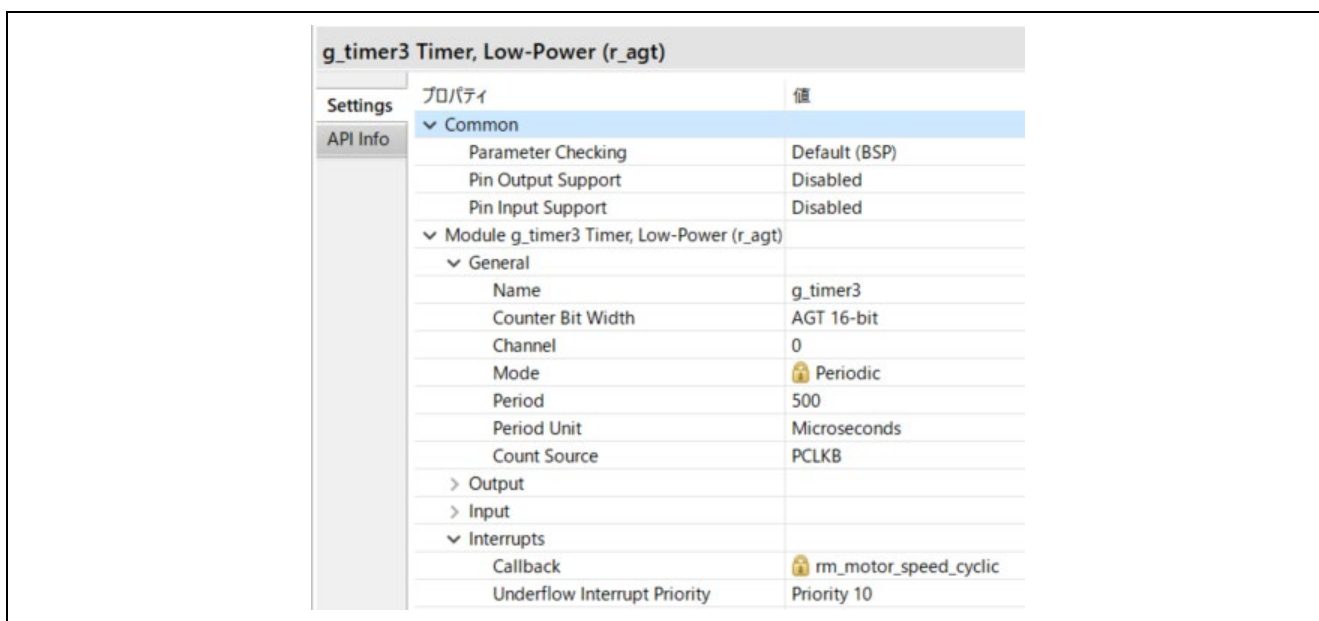 g_timer3 Timer, Low-Power (r_agt)
Settings
API Info
プロパティ 値
Common
Parameter Checking Default (BSP)
Pin Output Support Disabled
Pin Input Support Disabled
Module g_timer3 Timer, Low-Power (r_agt)
General
Name g_timer3
Counter Bit Width AGT 16-bit
Channel 0
Mode Periodic
Period 500
Period Unit Microseconds
Count Source PCLKB
Output
Input
Interrupts
Callback rm_motor_speed_cyclic
Underflow Interrupt Priority Priority 10